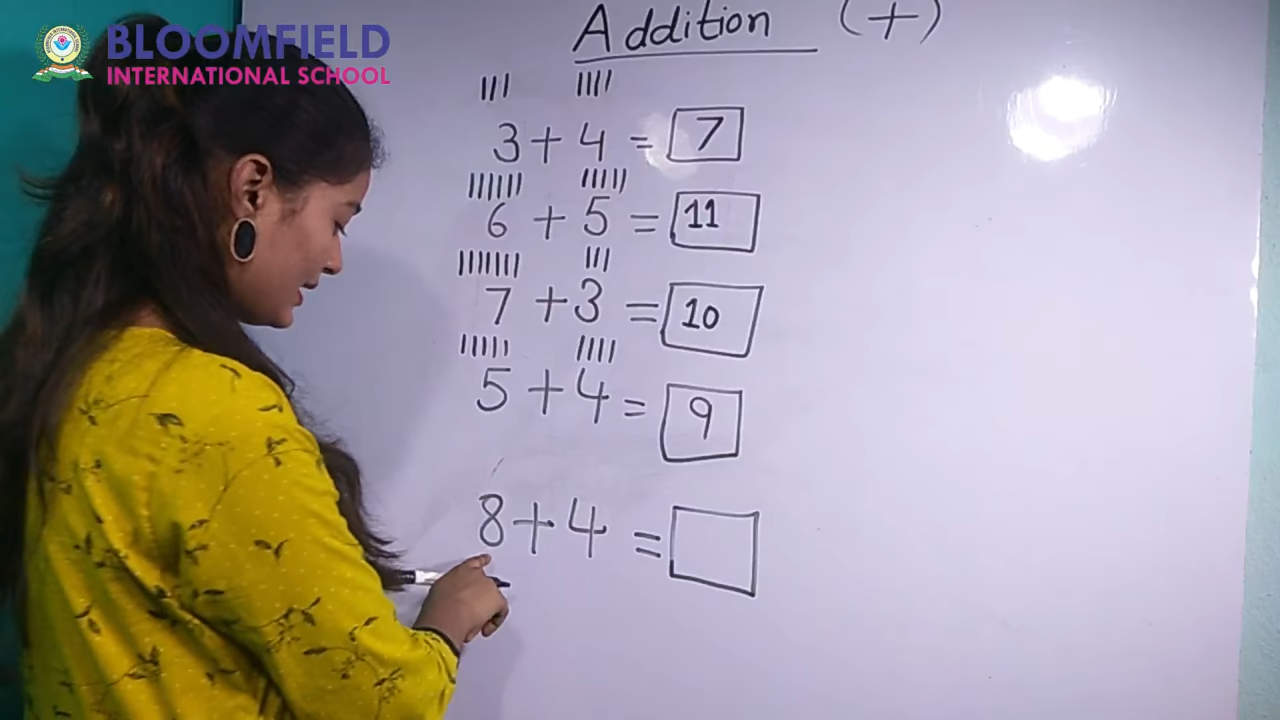 BLOOMFIELD
INTERNATIONAL SCHOOL
Addition (+)
3+4=7
6+5=11
7+3=10
5+4=9
8+4=